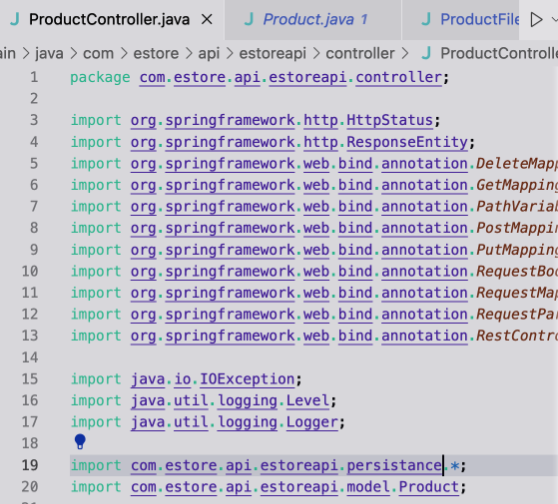 ProductController.java
Product.java 1
ProductFile
ain > java > com > estore > api > estoreapi > controller > ProductControlle
1 package com.estore.api.estoreapi.controller;
2
3 import org.springframework.http.HttpStatus;
4 import org.springframework.http.ResponseEntity;
5 import org.springframework.web.bind.annotation.DeleteMapp
6 import org.springframework.web.bind.annotation.GetMapping
7 import org.springframework.web.bind.annotation.PathVariab
8 import org.springframework.web.bind.annotation.PostMappin
9 import org.springframework.web.bind.annotation.PutMapping
10 import org.springframework.web.bind.annotation.RequestBod
11 import org.springframework.web.bind.annotation.RequestMap
12 import org.springframework.web.bind.annotation.RequestPar
13 import org.springframework.web.bind.annotation.RestContro
14
15 import java.io.IOException;
16 import java.util.logging.Level;
17 import java.util.logging.Logger;
18
19 import com.estore.api.estoreapi.persistance.*;
20 import com.estore.api.estoreapi.model.Product;